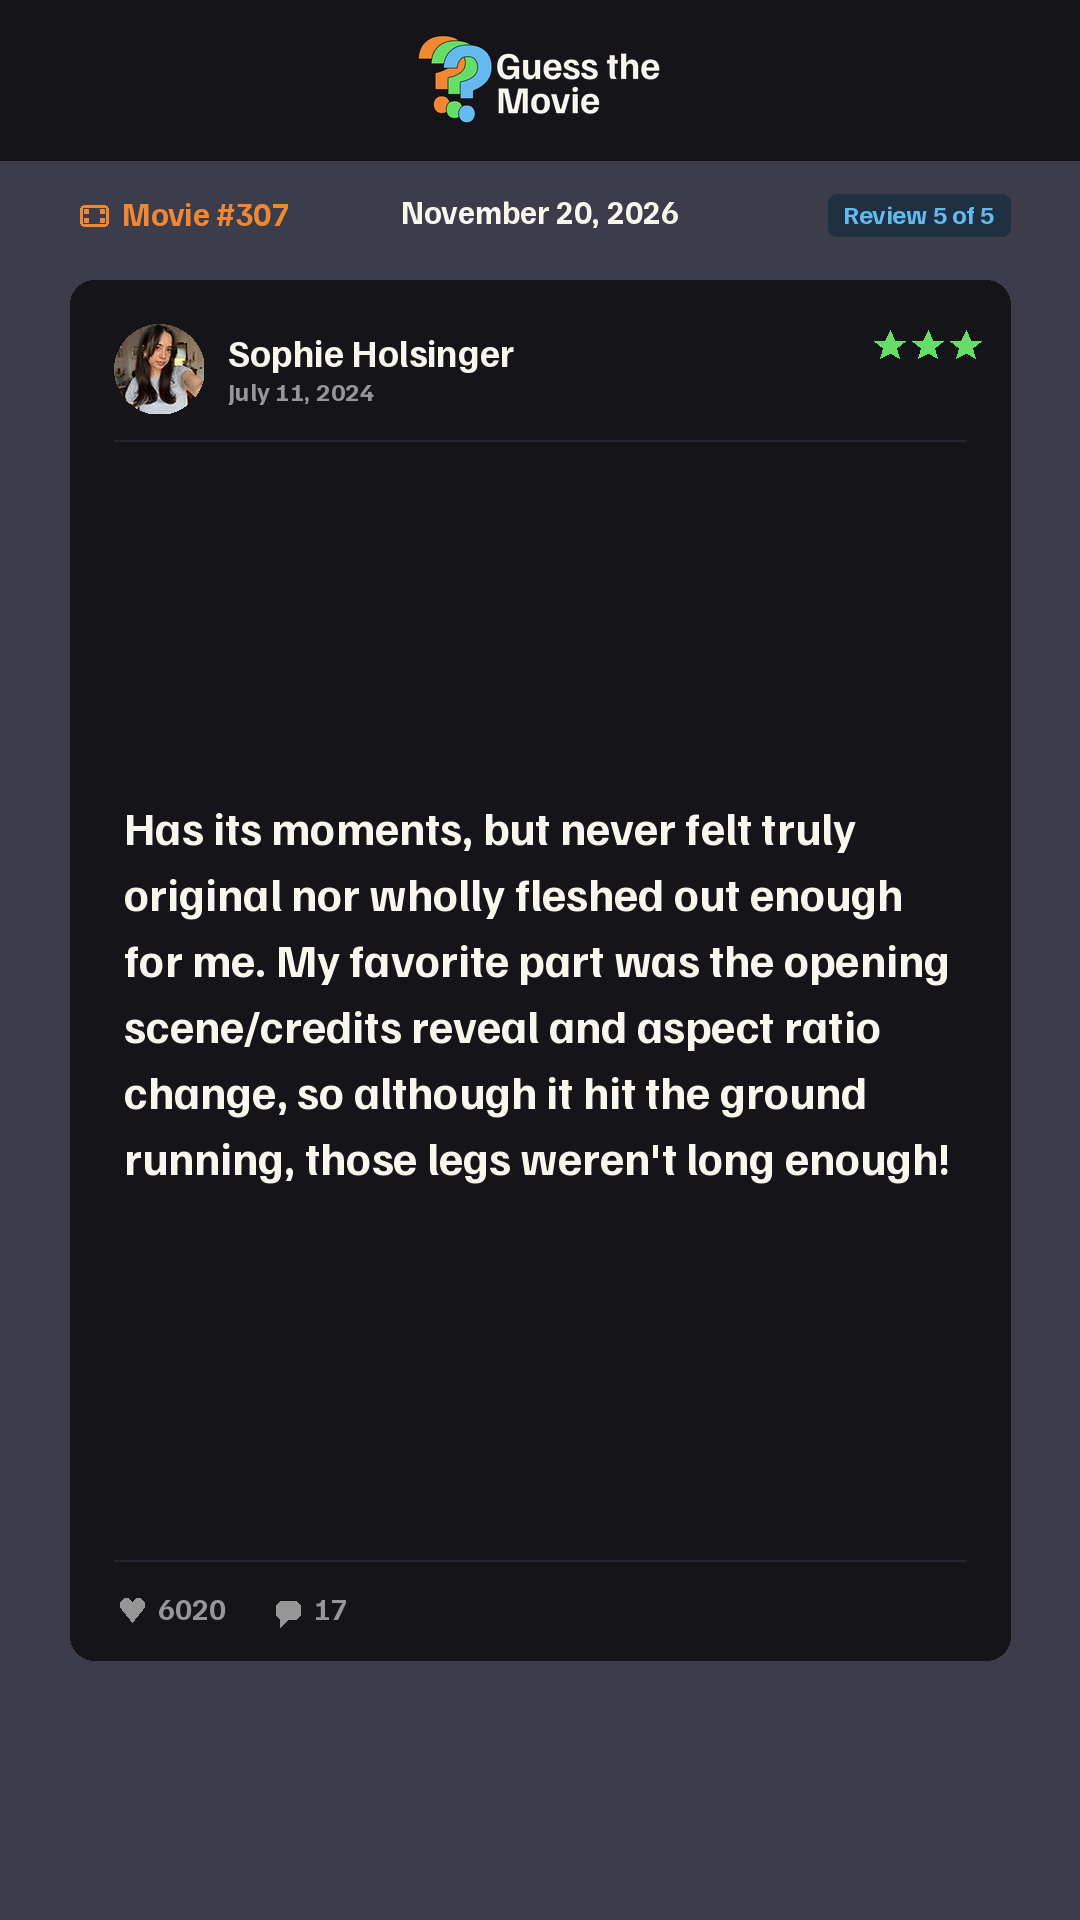 Guess the
Movie
Movie #307
November 20, 2026
Review 5 of 5
Sophie Holsinger
July 11, 2024
Has its moments, but never felt truly
original nor wholly fleshed out enough
for me. My favorite part was the opening
scene/credits reveal and aspect ratio
change, so although it hit the ground
running, those legs weren't long enough!
6020
17